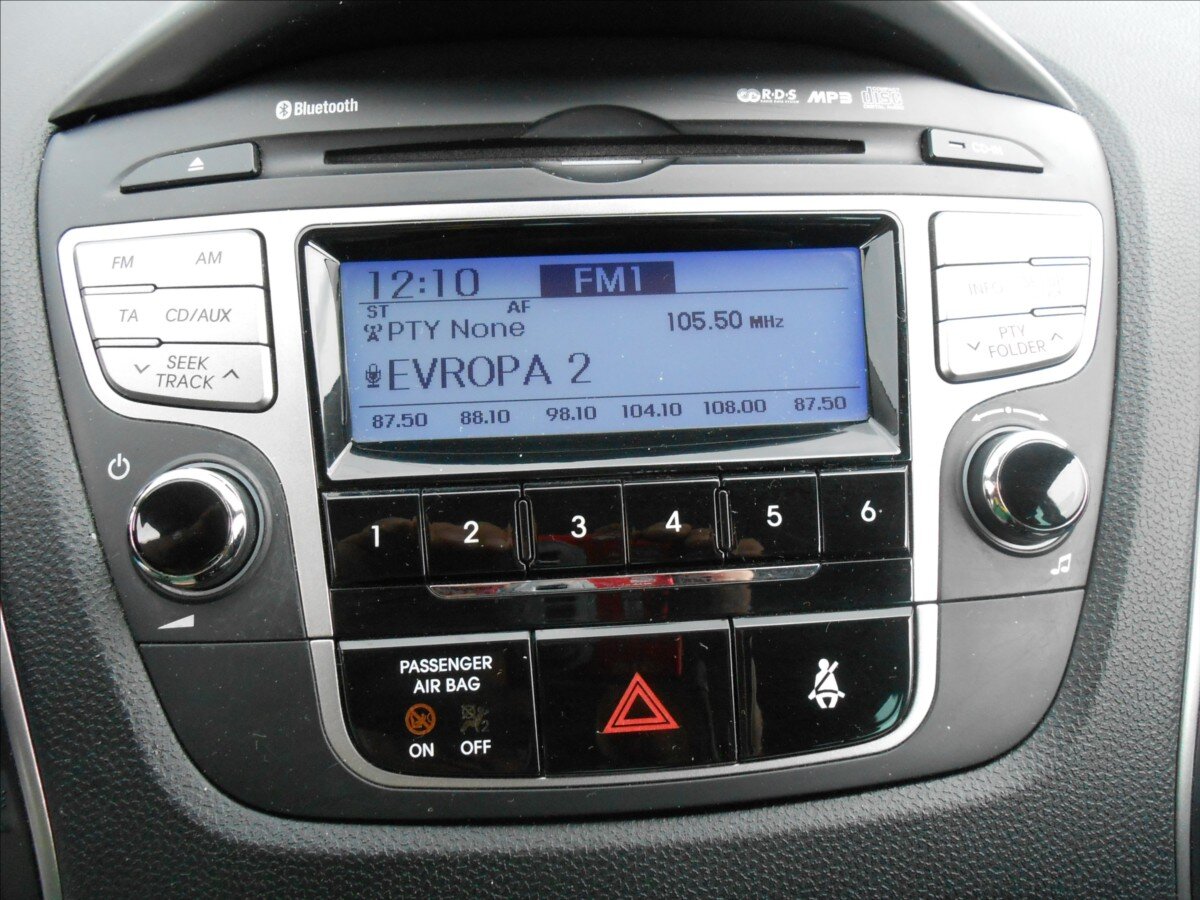 Bluetooth
R·D·S MP3 disc
FM AM
TA CD/AUX
SEEK
TRACK
12:10 FM1
ST AF
PTY None 105.50 MHz
EVROPA 2
87.50 88.10 98.10 104.10 108.00 87.50
PTY
FOLDER
1 2 3 4 5 6
PASSENGER
AIR BAG
ON OFF